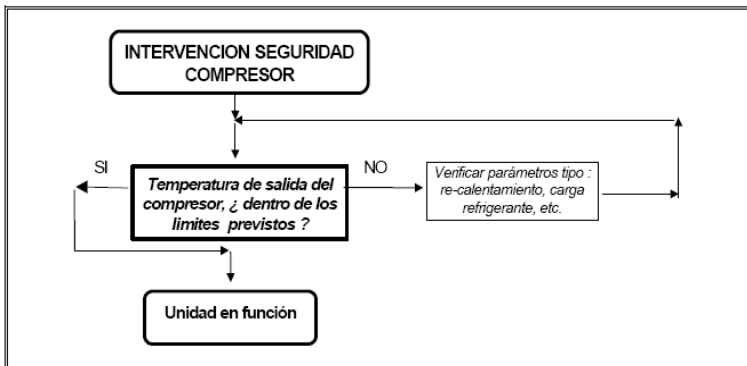 INTERVENCION SEGURIDAD
COMPRESOR
SI
Temperatura de salida del
compresor, ¿ dentro de los
limites previstos ?
NO
Verificar parámetros tipo :
re-calentamiento, carga
refrigerante, etc.
Unidad en función